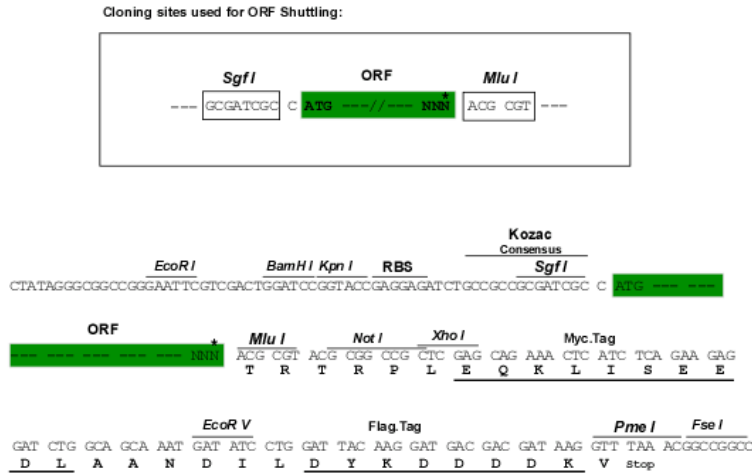 Cloning sites used for ORF Shuttling:
Sgf I ORF Mlu I
--- GCGATCGC C ATG ---//--- NNN* ACG CGT ---
Kozac
Consensus
EcoR I BamH I Kpn I RBS Sgf I
CTATAGGGCGGCCGGGAATTCGTCGACTGGATCCGGTACCGAGGAGATCTGCCGCCGCGATCGC C ATG --- ---
ORF Mlu I Not I Xho I Myc.Tag
--- --- --- --- --- NNN* ACG CGT ACG CGG CCG CTC GAG CAG AAA CTC ATC TCA GAA GAG
T R T R P L E Q K L I S E E
EcoR V Flag.Tag Pme I Fse I
GAT CTG GCA GCA AAT GAT ATC CTG GAT TAC AAG GAT GAC GAC GAT AAG GTT TAA ACGGCCGGCC
D L A A N D I L D Y K D D D D K V Stop